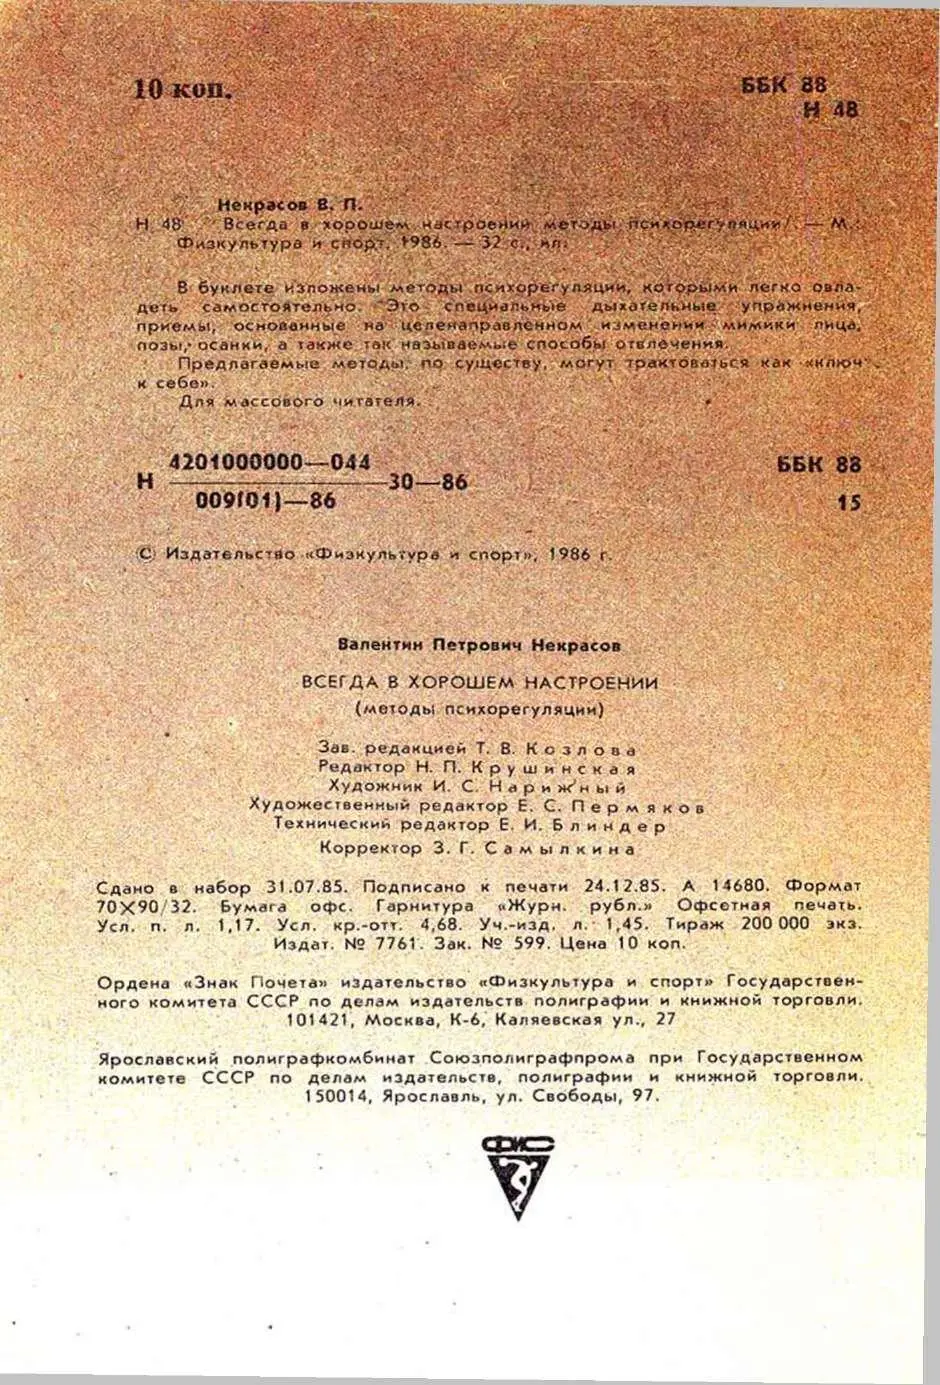 10 коп.
ББК 88
Н 48
Некрасов В. П.
Н 48 Всегда в хорошем настроении методы психорегуляции/. — М.:
Физкультура и спорт, 1986. — 32 с., ил.
В буклете изложены методы психорегуляции, которыми легко овла-
деть самостоятельно. Это специальные дыхательные упражнения,
приемы, основанные на целенаправленном изменении мимики лица,
позы, осанки, а также так называемые способы отвлечения.
Предлагаемые методы, по существу, могут трактоваться как «ключ
к себе».
Для массового читателя.
Н 4201000000—044
009(01)—86 30—86
ББК 88
15
© Издательство «Физкультура и спорт», 1986 г.
Валентин Петрович Некрасов
ВСЕГДА В ХОРОШЕМ НАСТРОЕНИИ
(методы психорегуляции)
Зав. редакцией Т. В. Козлова
Редактор Н. П. Крушинская
Художник И. С. Нарижный
Художественный редактор Е. С. Пермяков
Технический редактор Е. И. Блиндер
Корректор З. Г. Самылкина
Сдано в набор 31.07.85. Подписано к печати 24.12.85. А 14680. Формат
70×90/32. Бумага офс. Гарнитура «Журн. рубл.» Офсетная печать.
Усл. п. л. 1,17. Усл. кр.-отт. 4,68. Уч.-изд. л. 1,45. Тираж 200 000 экз.
Издат. № 7761. Зак. № 599. Цена 10 коп.
Ордена «Знак Почета» издательство «Физкультура и спорт» Государствен-
ного комитета СССР по делам издательств полиграфии и книжной торговли.
101421, Москва, К-6, Каляевская ул., 27
Ярославский полиграфкомбинат Союзполиграфпрома при Государственном
комитете СССР по делам издательств, полиграфии и книжной торговли.
150014, Ярославль, ул. Свободы, 97.
ФИС